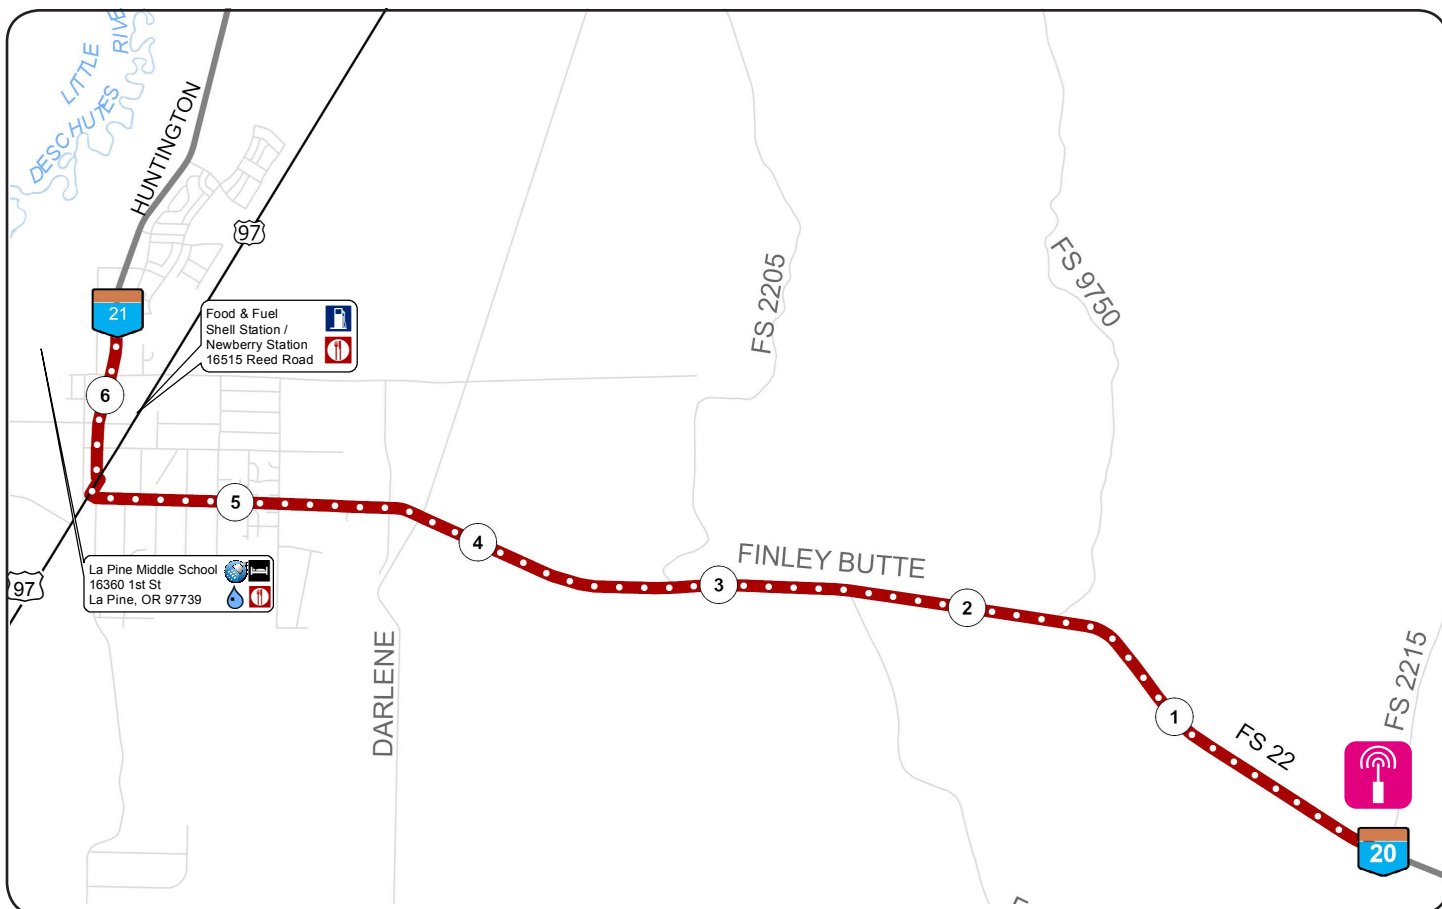 LITTLE
DESCHUTES
RIVE
HUNTINGTON
97
21
Food & Fuel
Shell Station /
Newberry Station
16515 Reed Road
FS 2205
FS 9750
6
5
4
3
FINLEY BUTTE
2
97
La Pine Middle School
16360 1st St
La Pine, OR 97739
DARLENE
1
FS 22
FS 2215
20